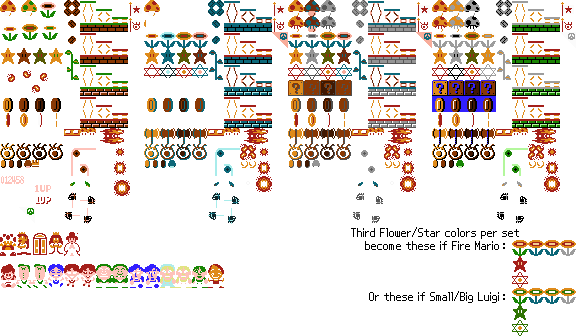 ? ? ? ? ? ? ? ?
012458
1UP
1UP
Third Flower/Star colors per set
become these if Fire Mario :
Or these if Small/Big Luigi :